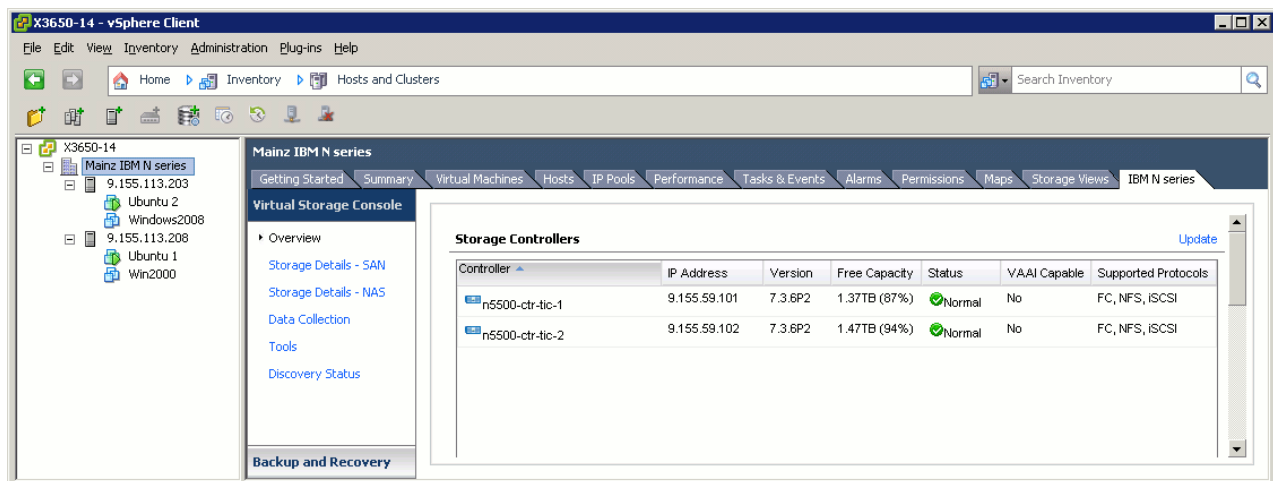 X3650-14 - vSphere Client
File Edit View Inventory Administration Plug-ins Help
Home Inventory Hosts and Clusters Search Inventory
X3650-14
Mainz IBM N series
9.155.113.203
Ubuntu 2
Windows2008
9.155.113.208
Ubuntu 1
Win2000
Mainz IBM N series
Getting Started Summary Virtual Machines Hosts IP Pools Performance Tasks & Events Alarms Permissions Maps Storage Views IBM N series
Virtual Storage Console
Overview
Storage Details - SAN
Storage Details - NAS
Data Collection
Tools
Discovery Status
Backup and Recovery
Storage Controllers Update
Controller IP Address Version Free Capacity Status VAAI Capable Supported Protocols
n5500-ctr-tic-1 9.155.59.101 7.3.6P2 1.37TB (87%) Normal No FC, NFS, iSCSI
n5500-ctr-tic-2 9.155.59.102 7.3.6P2 1.47TB (94%) Normal No FC, NFS, iSCSI